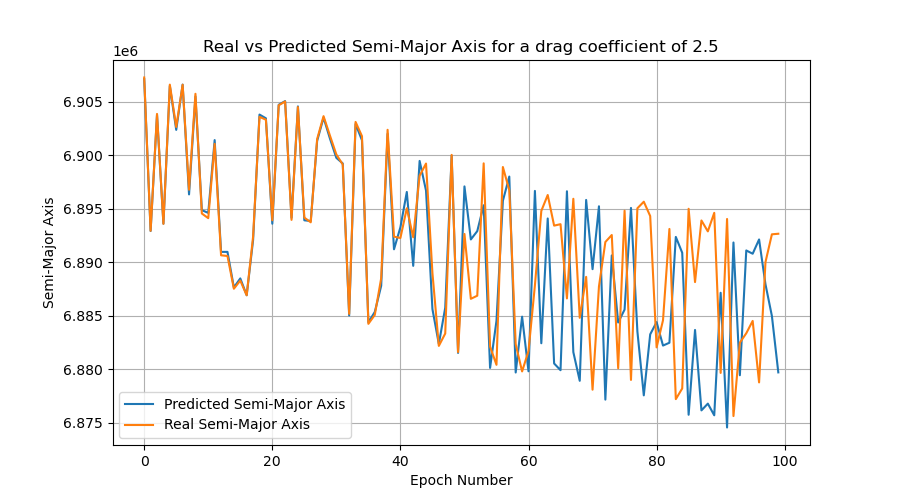 Real vs Predicted Semi-Major Axis for a drag coefficient of 2.5
1e6
6.905
6.900
6.895
6.890
6.885
6.880
6.875
Semi-Major Axis
Predicted Semi-Major Axis
Real Semi-Major Axis
0 20 40 60 80 100
Epoch Number